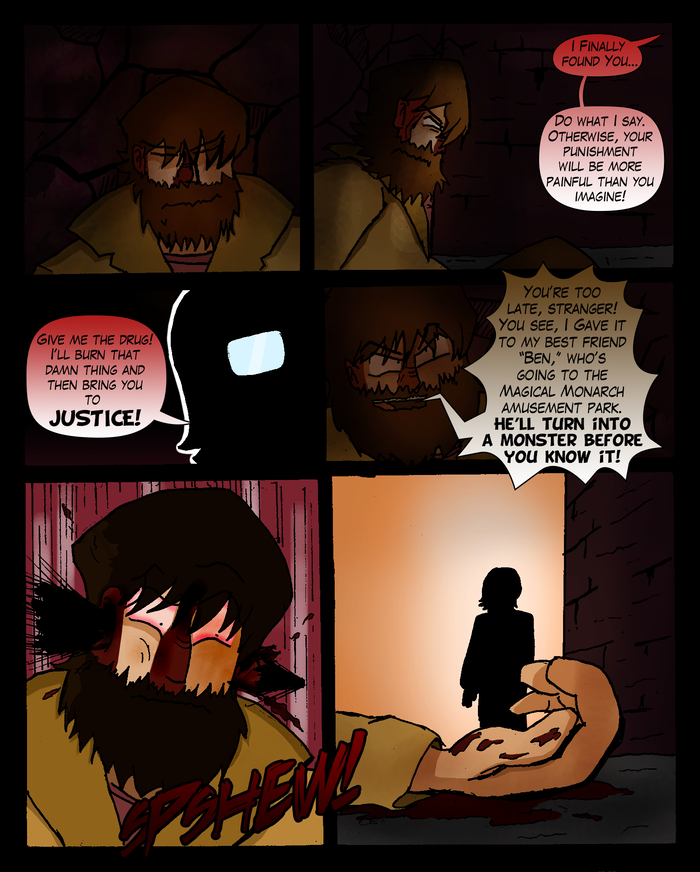 I Finally
found You...
Do what I say.
Otherwise, your
punishment
will be more
painful than you
imagine!
Give me the drug!
I'll burn that
damn thing and
then bring you
to
JUSTICE!
You're too
late, stranger!
You see, I Gave it
to my best friend
"Ben," who's
going to the
Magical Monarch
amusement park.
He'll turn into
a monster before
you know it!
SPSHEW!